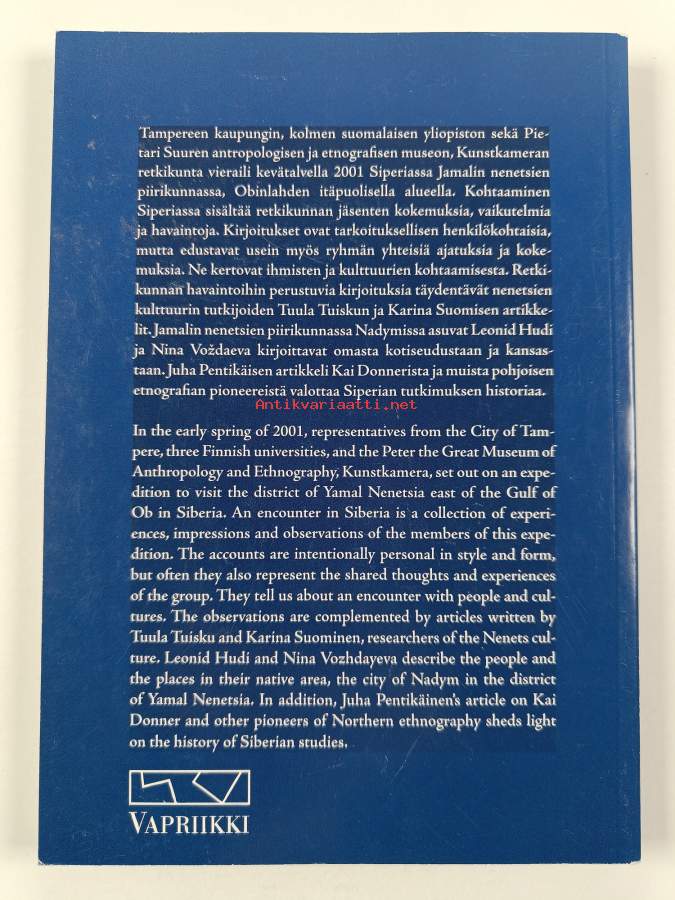 Tampereen kaupungin, kolmen suomalaisen yliopiston sekä Pie-
tari Suuren antropologisen ja etnografisen museon, Kunstkameran
retkikunta vieraili kevätalvella 2001 Siperiassa Jamalin nenetsien
piirikunnassa, Obinlahden itäpuolisella alueella. Kohtaaminen
Siperiassa sisältää retkikunnan jäsenten kokemuksia, vaikutelmia
ja havaintoja. Kirjoitukset ovat tarkoituksellisen henkilökohtaisia,
mutta edustavat usein myös ryhmän yhteisiä ajatuksia ja koke-
muksia. Ne kertovat ihmisten ja kulttuurien kohtaamisesta. Retki-
kunnan havaintoihin perustuvia kirjoituksia täydentävät nenetsien
kulttuurin tutkijoiden Tuula Tuiskun ja Karina Suomisen artikke-
lit. Jamalin nenetsien piirikunnassa Nadymissa asuvat Leonid Hudi
ja Nina Voždaeva kirjoittavat omasta kotiseudustaan ja kansas-
taan. Juha Pentikäisen artikkeli Kai Donnerista ja muista pohjoisen
etnografian pioneereistä valottaa Siperian tutkimuksen historiaa.
Antikvariaatti.net
In the early spring of 2001, representatives from the City of Tam-
pere, three Finnish universities, and the Peter the Great Museum of
Anthropology and Ethnography, Kunstkamera, set out on an expe-
dition to visit the district of Yamal Nenetsia east of the Gulf of
Ob in Siberia. An encounter in Siberia is a collection of experi-
ences, impressions and observations of the members of this expe-
dition. The accounts are intentionally personal in style and form,
but often they also represent the shared thoughts and experiences
of the group. They tell us about an encounter with people and cul-
tures. The observations are complemented by articles written by
Tuula Tuisku and Karina Suominen, researchers of the Nenets cul-
ture. Leonid Hudi and Nina Vozhdayeva describe the people and
the places in their native area, the city of Nadym in the district
of Yamal Nenetsia. In addition, Juha Pentikäinen's article on Kai
Donner and other pioneers of Northern ethnography sheds light
on the history of Siberian studies.
VAPRIIKKI